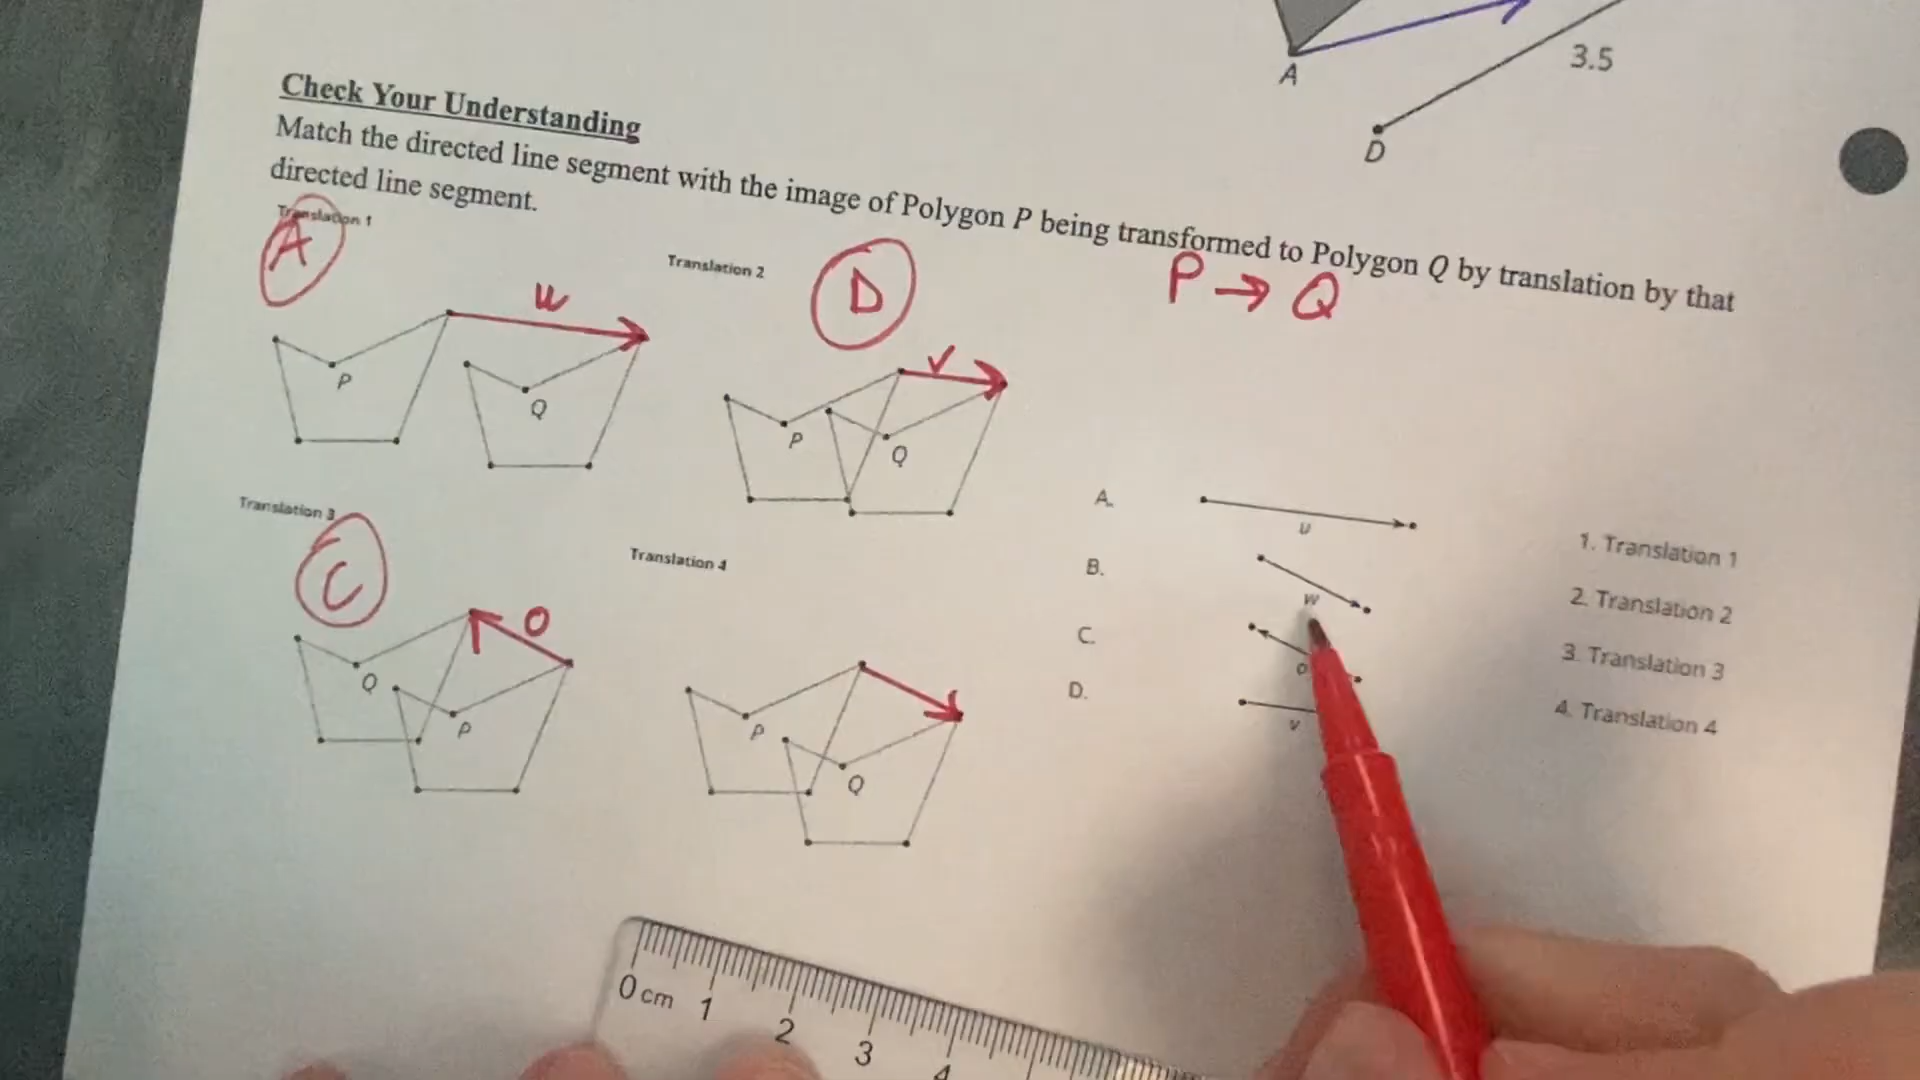 A
3.5
D
Check Your Understanding
Match the directed line segment with the image of Polygon P being transformed to Polygon Q by translation by that
directed line segment.
P → Q
Translation 1
A
u
P
Q
Translation 2
D
v
P
Q
Translation 3
C
o
Q
P
Translation 4
P
Q
A.
u
B.
w
C.
o
D.
v
1. Translation 1
2. Translation 2
3. Translation 3
4. Translation 4
0 cm 1 2 3 4